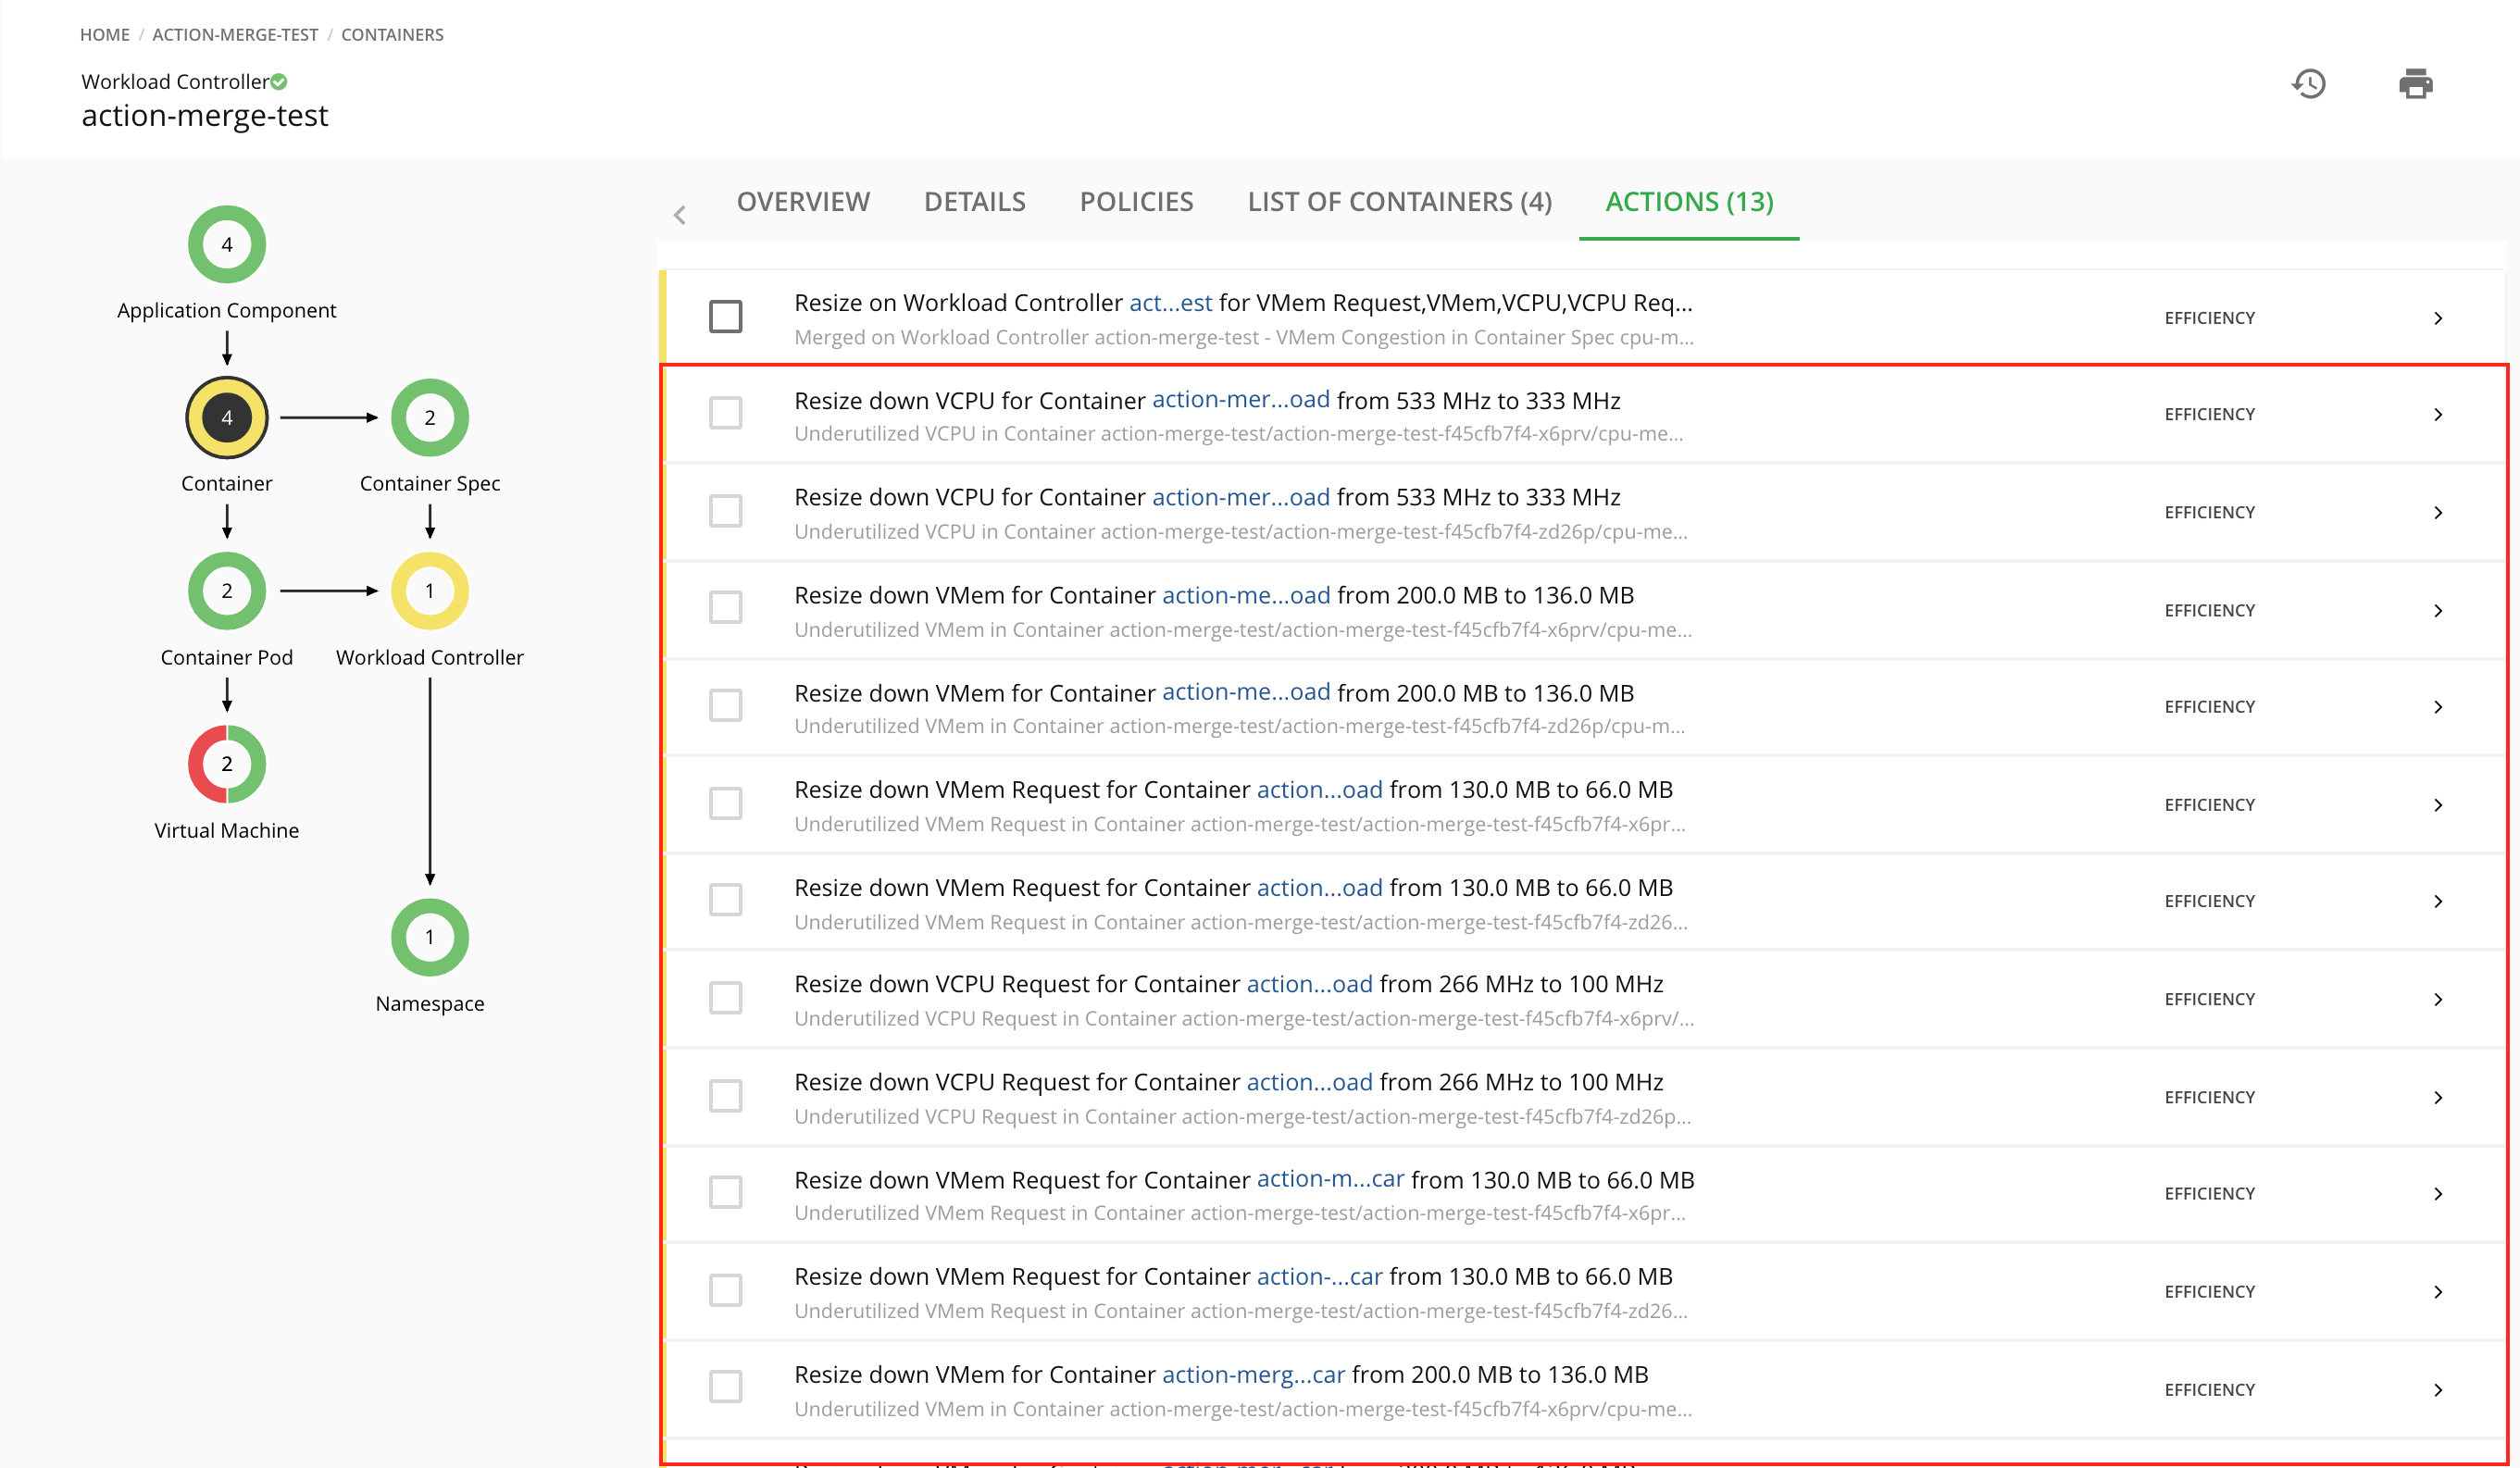 HOME / ACTION-MERGE-TEST / CONTAINERS
Workload Controller
action-merge-test
4
Application Component
4
2
Container
Container Spec
2
1
Container Pod
Workload Controller
2
Virtual Machine
1
Namespace
OVERVIEW DETAILS POLICIES LIST OF CONTAINERS (4) ACTIONS (13)
Resize on Workload Controller act...est for VMem Request,VMem,VCPU,VCPU Req...
Merged on Workload Controller action-merge-test - VMem Congestion in Container Spec cpu-m...
EFFICIENCY
Resize down VCPU for Container action-mer...oad from 533 MHz to 333 MHz
Underutilized VCPU in Container action-merge-test/action-merge-test-f45cfb7f4-x6prv/cpu-me...
EFFICIENCY
Resize down VCPU for Container action-mer...oad from 533 MHz to 333 MHz
Underutilized VCPU in Container action-merge-test/action-merge-test-f45cfb7f4-zd26p/cpu-me...
EFFICIENCY
Resize down VMem for Container action-me...oad from 200.0 MB to 136.0 MB
Underutilized VMem in Container action-merge-test/action-merge-test-f45cfb7f4-x6prv/cpu-me...
EFFICIENCY
Resize down VMem for Container action-me...oad from 200.0 MB to 136.0 MB
Underutilized VMem in Container action-merge-test/action-merge-test-f45cfb7f4-zd26p/cpu-m...
EFFICIENCY
Resize down VMem Request for Container action...oad from 130.0 MB to 66.0 MB
Underutilized VMem Request in Container action-merge-test/action-merge-test-f45cfb7f4-x6pr...
EFFICIENCY
Resize down VMem Request for Container action...oad from 130.0 MB to 66.0 MB
Underutilized VMem Request in Container action-merge-test/action-merge-test-f45cfb7f4-zd26...
EFFICIENCY
Resize down VCPU Request for Container action...oad from 266 MHz to 100 MHz
Underutilized VCPU Request in Container action-merge-test/action-merge-test-f45cfb7f4-x6prv/...
EFFICIENCY
Resize down VCPU Request for Container action...oad from 266 MHz to 100 MHz
Underutilized VCPU Request in Container action-merge-test/action-merge-test-f45cfb7f4-zd26p...
EFFICIENCY
Resize down VMem Request for Container action-m...car from 130.0 MB to 66.0 MB
Underutilized VMem Request in Container action-merge-test/action-merge-test-f45cfb7f4-x6pr...
EFFICIENCY
Resize down VMem Request for Container action-...car from 130.0 MB to 66.0 MB
Underutilized VMem Request in Container action-merge-test/action-merge-test-f45cfb7f4-zd26...
EFFICIENCY
Resize down VMem for Container action-merg...car from 200.0 MB to 136.0 MB
Underutilized VMem in Container action-merge-test/action-merge-test-f45cfb7f4-x6prv/cpu-me...
EFFICIENCY